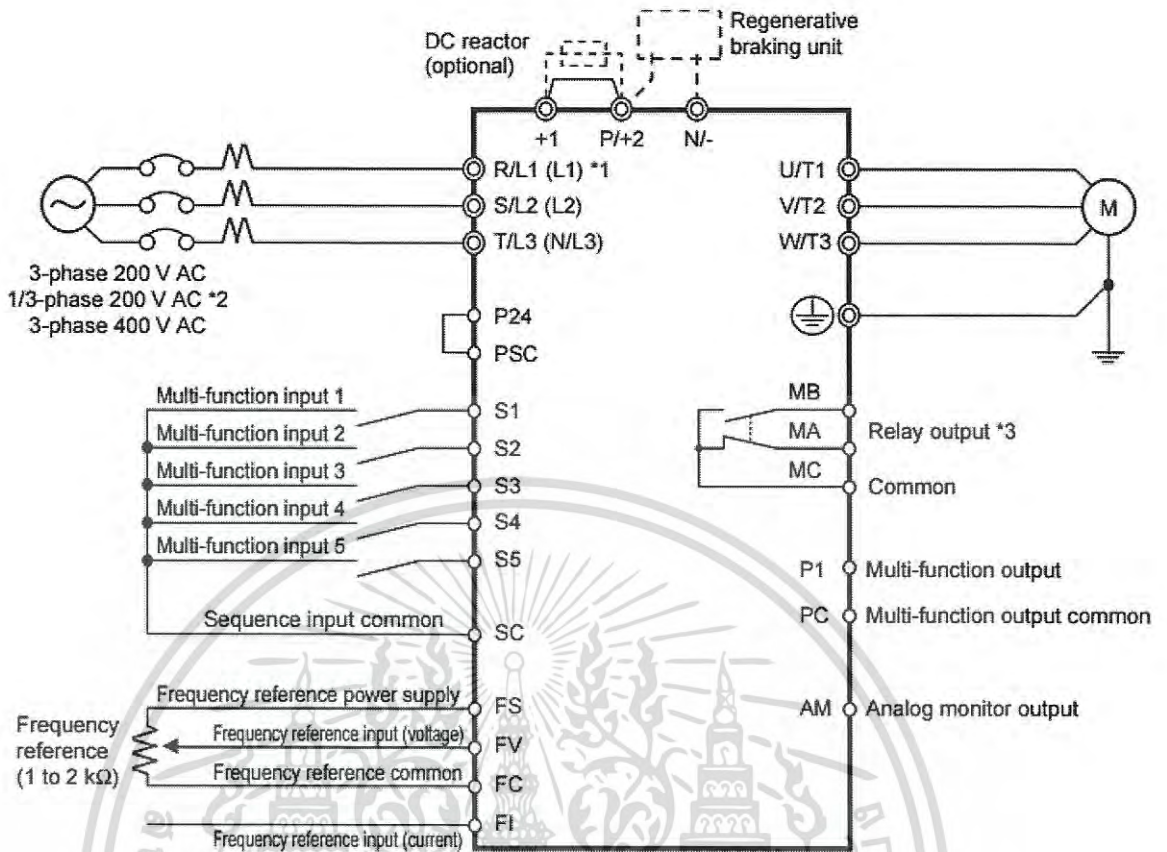 DC reactor
(optional)
Regenerative
braking unit
+1
P/+2
N/-
R/L1 (L1) *1
S/L2 (L2)
T/L3 (N/L3)
U/T1
V/T2
W/T3
M
3-phase 200 V AC
1/3-phase 200 V AC *2
3-phase 400 V AC
P24
PSC
Multi-function input 1
S1
Multi-function input 2
S2
Multi-function input 3
S3
Multi-function input 4
S4
Multi-function input 5
S5
Sequence input common
SC
MB
MA
Relay output *3
MC
Common
P1
Multi-function output
PC
Multi-function output common
AM
Analog monitor output
Frequency
reference
(1 to 2 kΩ)
Frequency reference power supply
FS
Frequency reference input (voltage)
FV
Frequency reference common
FC
Frequency reference input (current)
FI